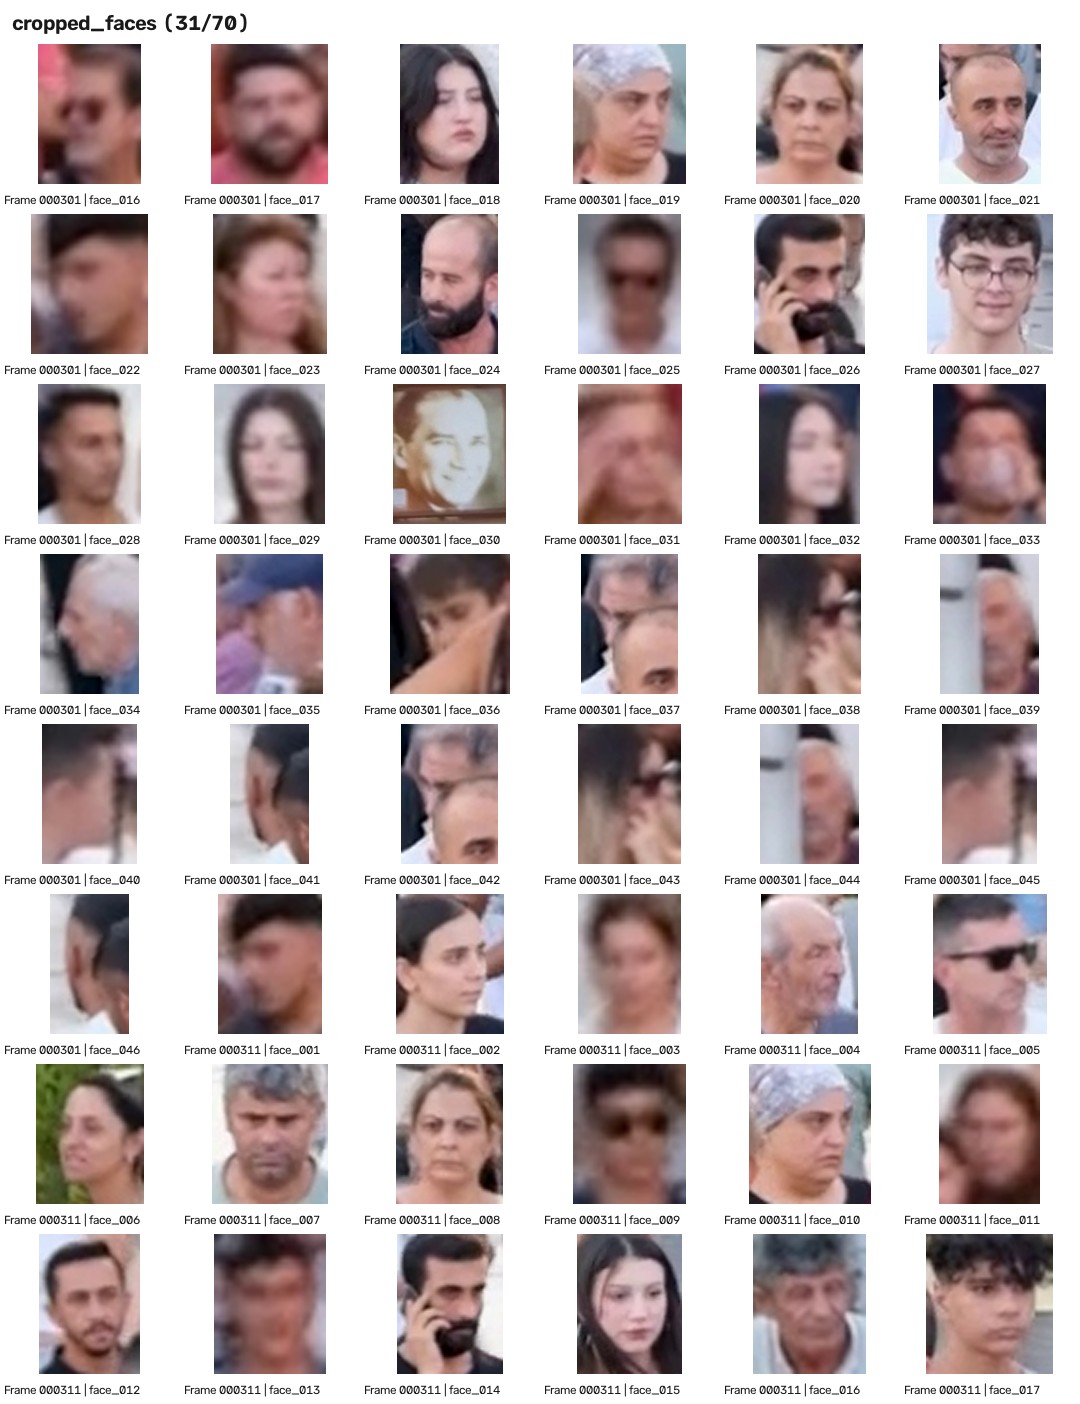 cropped_faces (31/70)
Frame 000301 | face_016
Frame 000301 | face_017
Frame 000301 | face_018
Frame 000301 | face_019
Frame 000301 | face_020
Frame 000301 | face_021
Frame 000301 | face_022
Frame 000301 | face_023
Frame 000301 | face_024
Frame 000301 | face_025
Frame 000301 | face_026
Frame 000301 | face_027
Frame 000301 | face_028
Frame 000301 | face_029
Frame 000301 | face_030
Frame 000301 | face_031
Frame 000301 | face_032
Frame 000301 | face_033
Frame 000301 | face_034
Frame 000301 | face_035
Frame 000301 | face_036
Frame 000301 | face_037
Frame 000301 | face_038
Frame 000301 | face_039
Frame 000301 | face_040
Frame 000301 | face_041
Frame 000301 | face_042
Frame 000301 | face_043
Frame 000301 | face_044
Frame 000301 | face_045
Frame 000301 | face_046
Frame 000311 | face_001
Frame 000311 | face_002
Frame 000311 | face_003
Frame 000311 | face_004
Frame 000311 | face_005
Frame 000311 | face_006
Frame 000311 | face_007
Frame 000311 | face_008
Frame 000311 | face_009
Frame 000311 | face_010
Frame 000311 | face_011
Frame 000311 | face_012
Frame 000311 | face_013
Frame 000311 | face_014
Frame 000311 | face_015
Frame 000311 | face_016
Frame 000311 | face_017